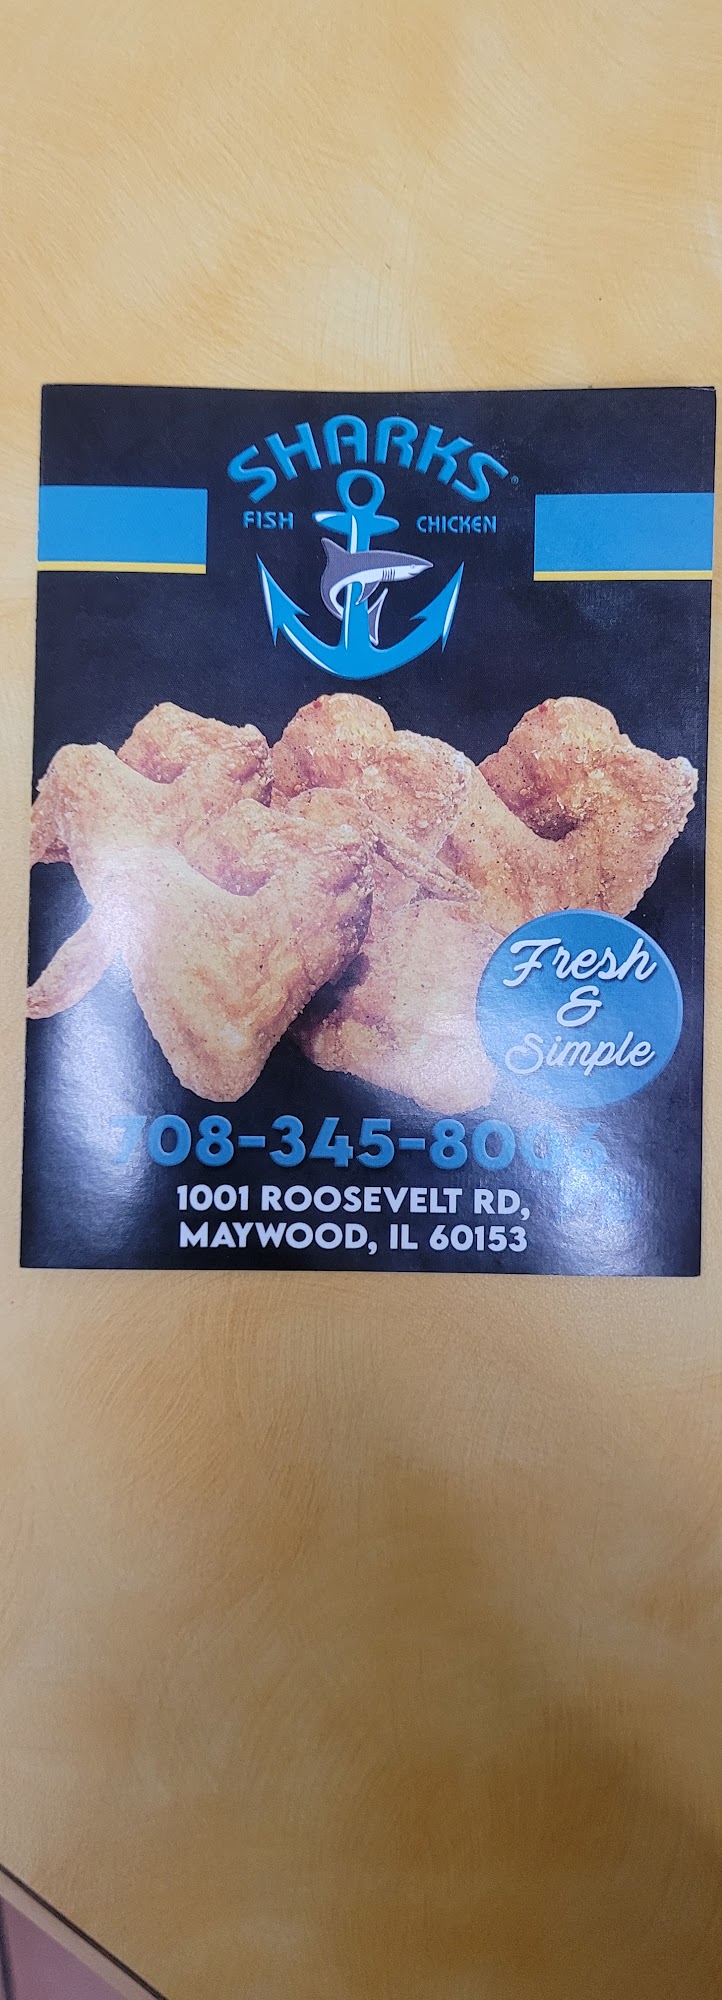 SHARKS®
FISH CHICKEN
Fresh
&
Simple
708-345-8006
1001 ROOSEVELT RD,
MAYWOOD, IL 60153